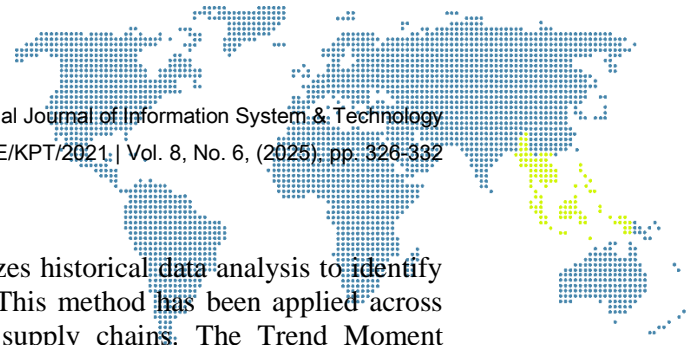 al Journal of Information System & Technology
E/KPT/2021 | Vol. 8, No. 6, (2025), pp. 326-332
zes historical data analysis to identify
This method has been applied across
supply chains. The Trend Moment